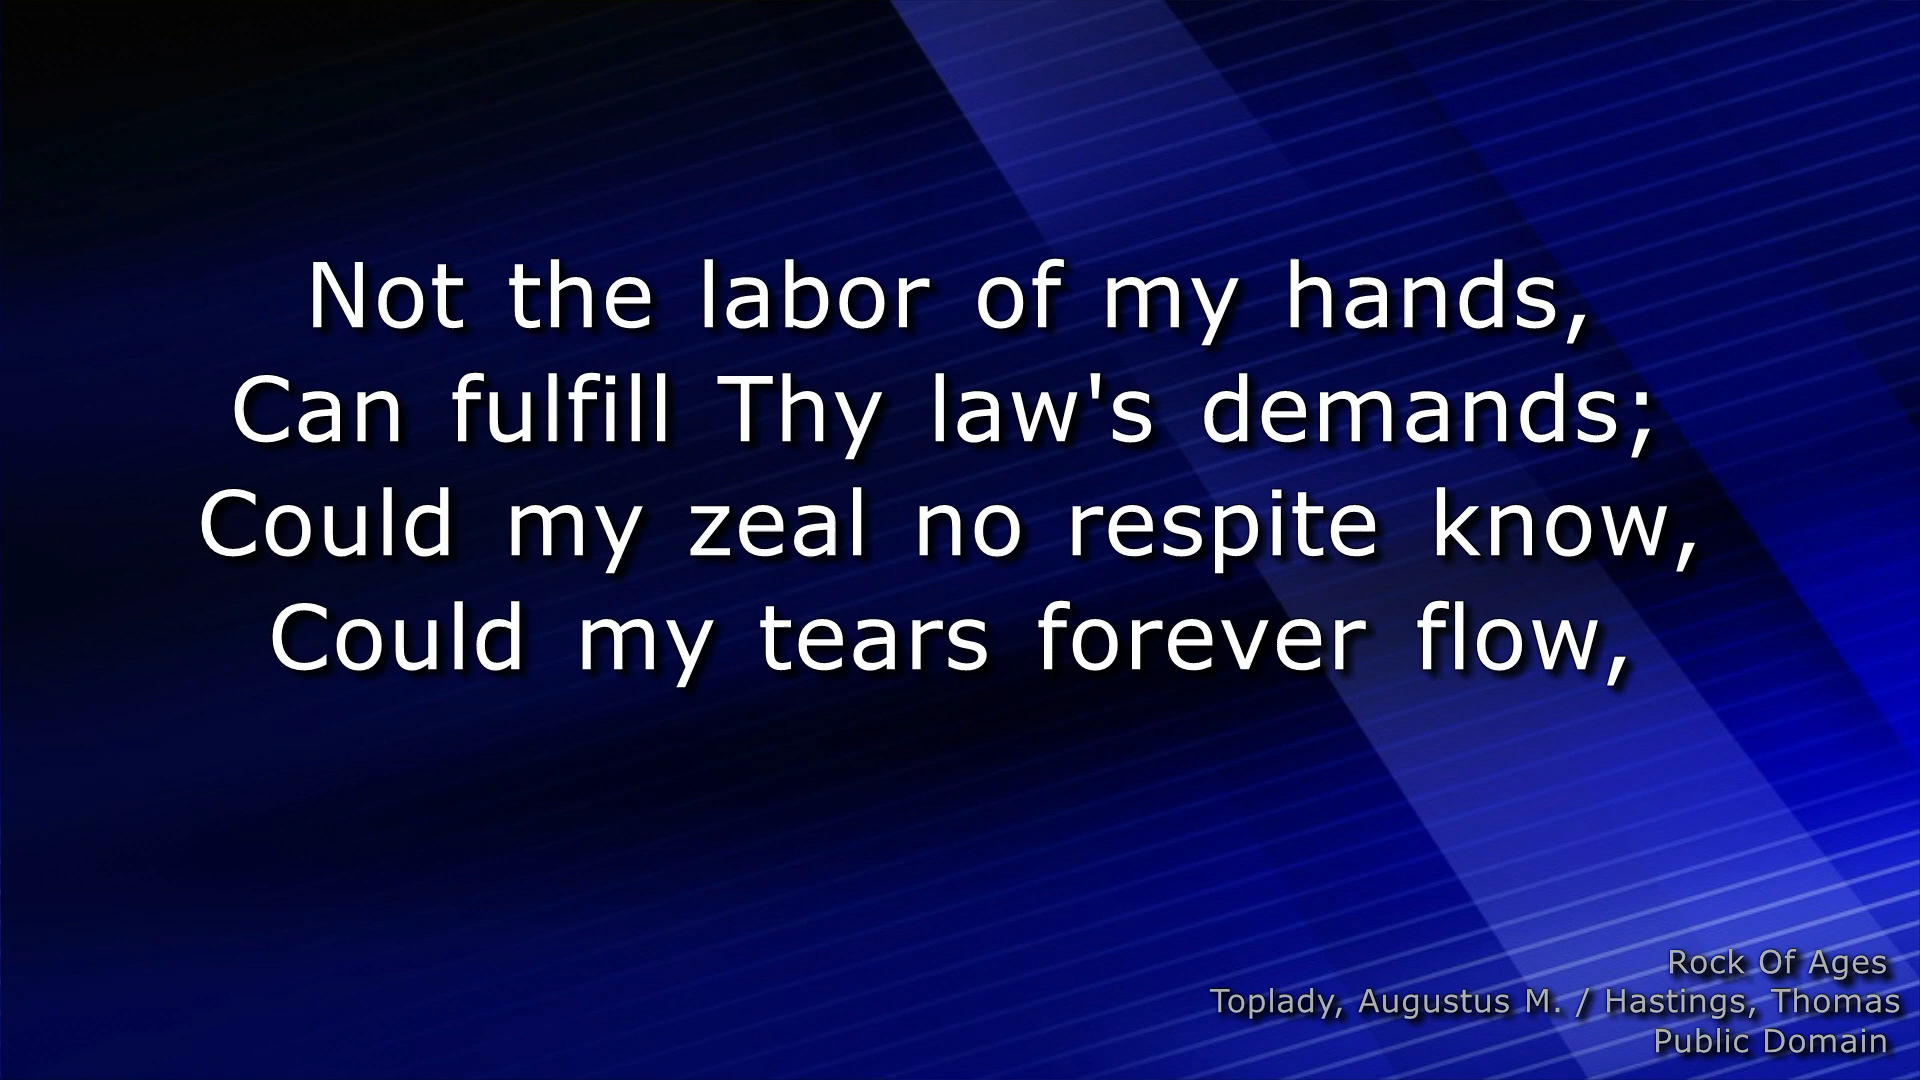 Not the labor of my hands,
Can fulfill Thy law's demands;
Could my zeal no respite know,
Could my tears forever flow,
Rock Of Ages
Toplady, Augustus M. / Hastings, Thomas
Public Domain